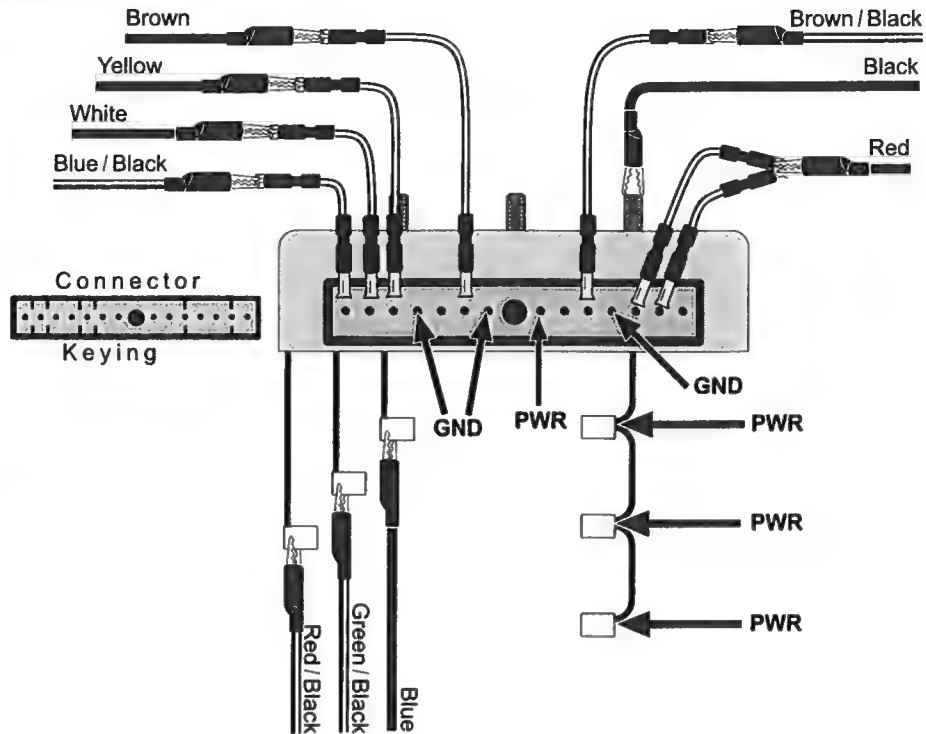 Brown
Brown / Black
Yellow
Black
White
Red
Blue / Black
Connector
Keying
GND
PWR
GND
PWR
PWR
PWR
Red / Black
Green / Black
Blue